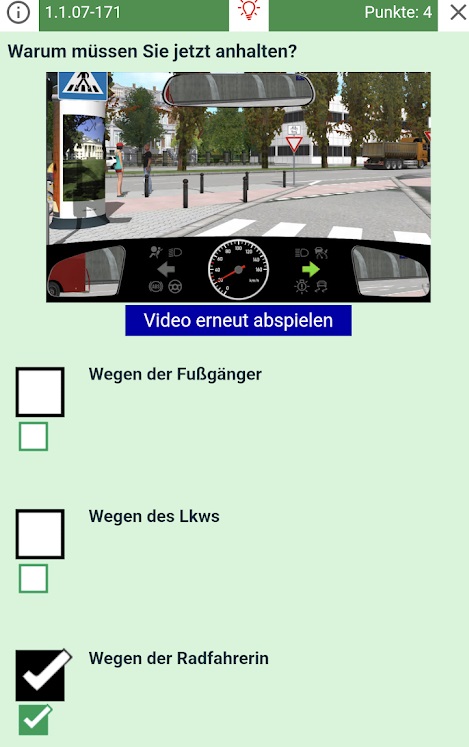 1.1.07-171
Punkte: 4
Warum müssen Sie jetzt anhalten?
Video erneut abspielen
Wegen der Fußgänger
Wegen des Lkws
Wegen der Radfahrerin